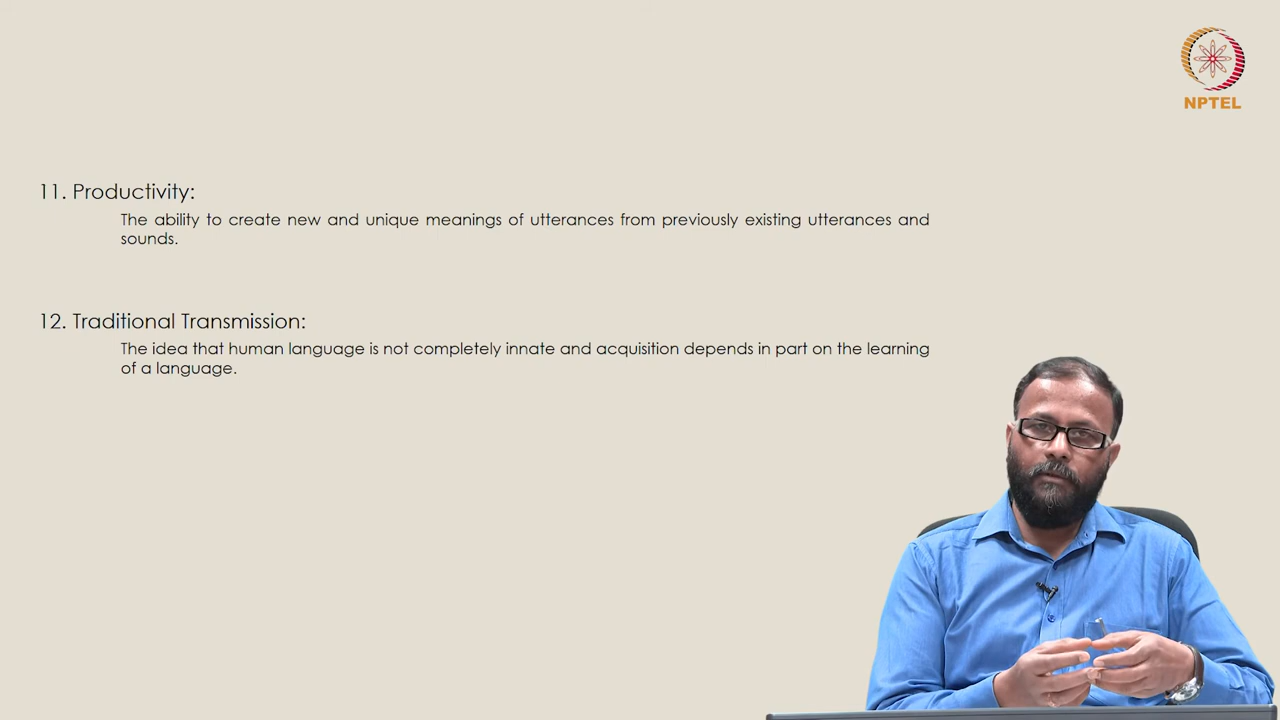 NPTEL
11. Productivity:
The ability to create new and unique meanings of utterances from previously existing utterances and
sounds.
12. Traditional Transmission:
The idea that human language is not completely innate and acquisition depends in part on the learning
of a language.